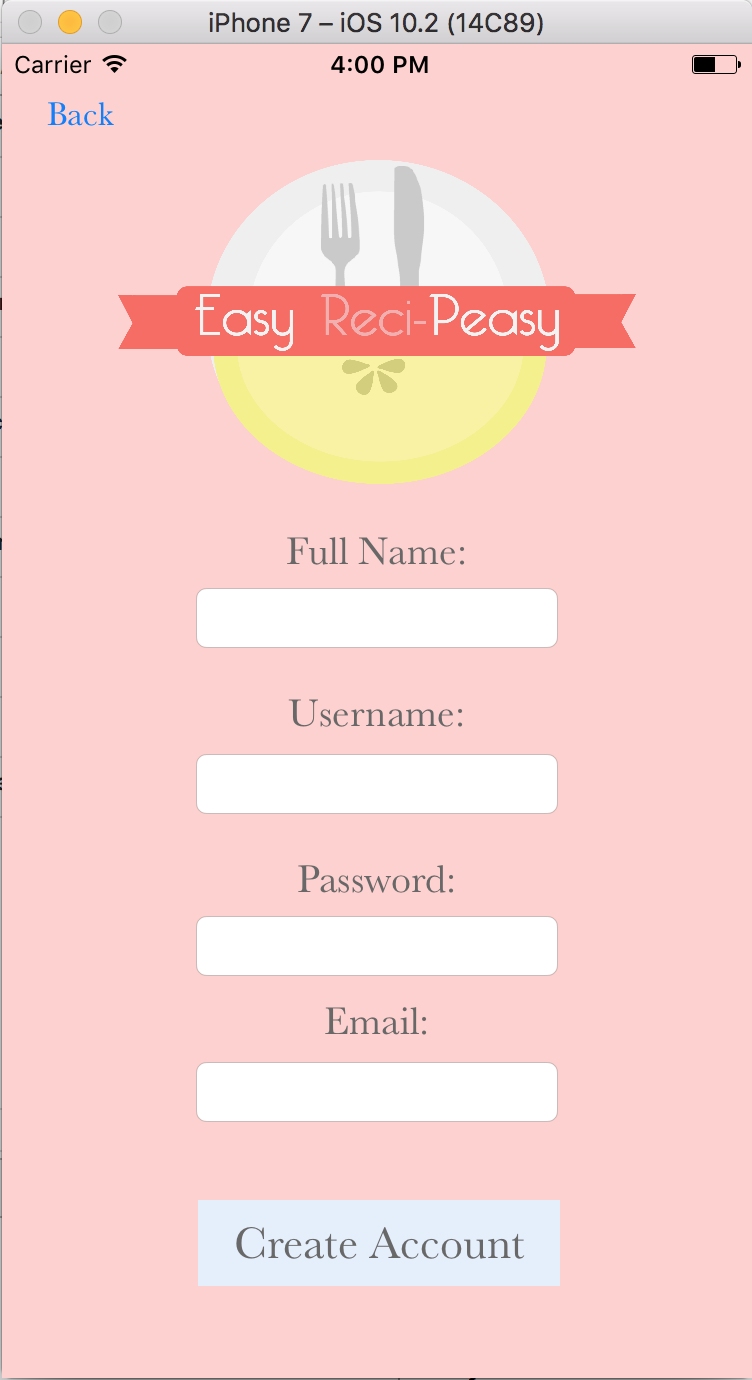 iPhone 7 – iOS 10.2 (14C89)
Carrier 4:00 PM
Back
Easy Reci-Peasy
Full Name:
Username:
Password:
Email:
Create Account